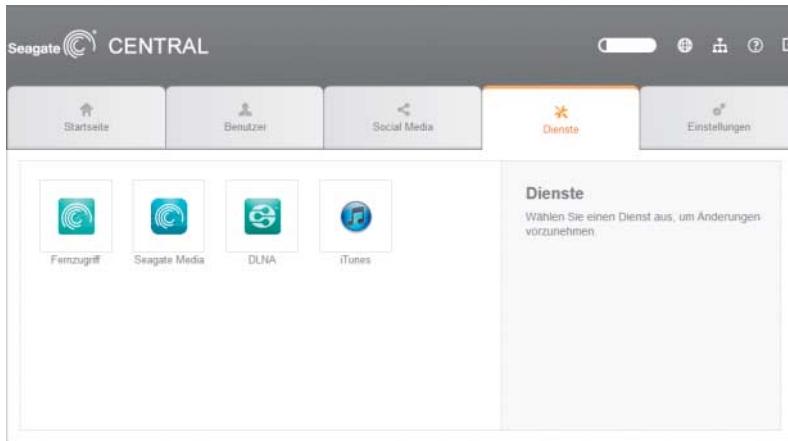 Seagate CENTRAL
Startseite
Benutzer
Social Media
Dienste
Einstellungen
Fernzugriff
Seagate Media
DLNA
iTunes
Dienste
Wählen Sie einen Dienst aus, um Änderungen
vorzunehmen.